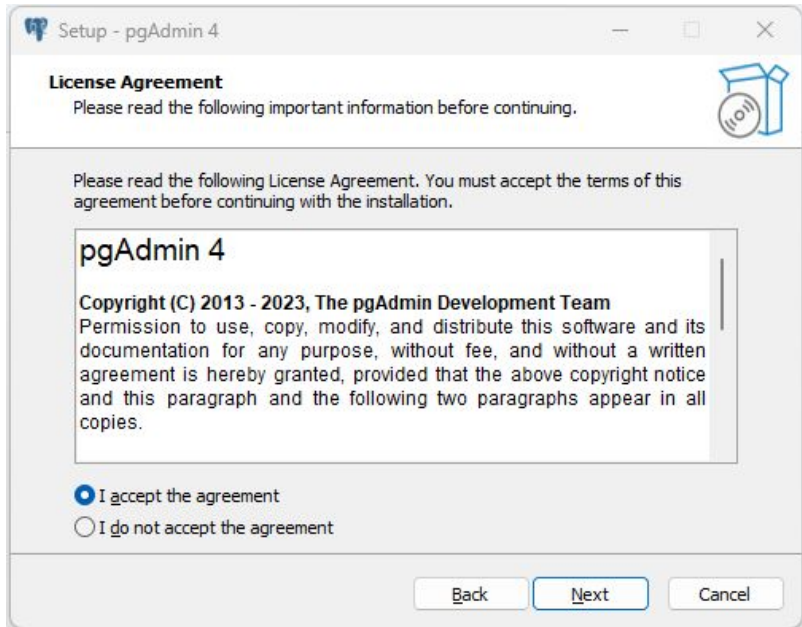 Setup - pgAdmin 4
License Agreement
Please read the following important information before continuing.
Please read the following License Agreement. You must accept the terms of this
agreement before continuing with the installation.
pgAdmin 4
Copyright (C) 2013 - 2023, The pgAdmin Development Team
Permission to use, copy, modify, and distribute this software and its
documentation for any purpose, without fee, and without a written
agreement is hereby granted, provided that the above copyright notice
and this paragraph and the following two paragraphs appear in all
copies.
I accept the agreement
I do not accept the agreement
Back Next Cancel